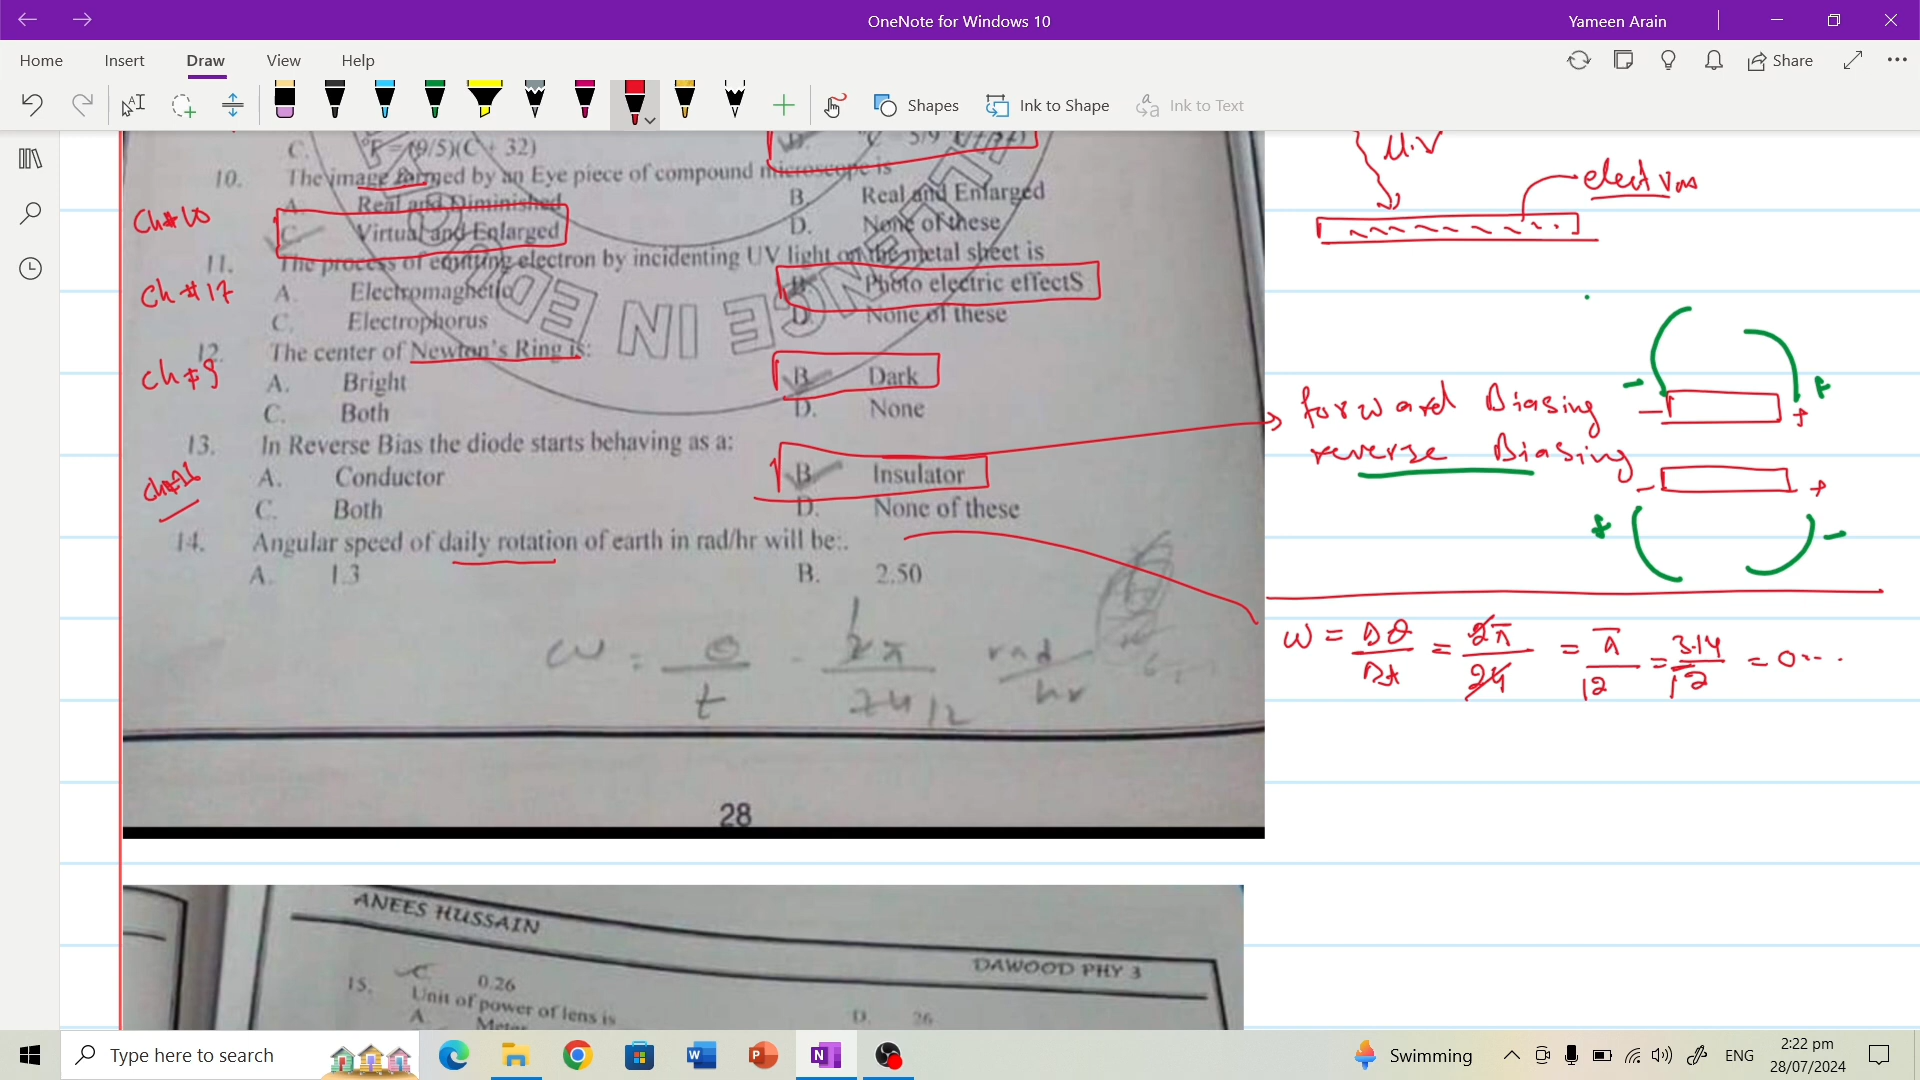 OneNote for Windows 10
Yameen Arain
Home Insert Draw View Help
Share
Shapes Ink to Shape Ink to Text
C. °F = (9/5)(C + 32)
10. The image formed by an Eye piece of compound microscope is
A. Real and Diminished B. Real and Enlarged
C. Virtual and Enlarged D. None of these
Ch#10
11. The process of emitting electron by incidenting UV light on the metal sheet is
A. Electromagnetic B. Photo electric effectS
C. Electrophorus D. None of these
Ch#17
12. The center of Newton's Ring is:
A. Bright B. Dark
C. Both D. None
Ch#9
13. In Reverse Bias the diode starts behaving as a:
A. Conductor B. Insulator
C. Both D. None of these
14. Angular speed of daily rotation of earth in rad/hr will be:.
A. 1.3 B. 2.50
ω = θ/t - 2π/24 12 rad/hr
28
U.V
forward Biasing
- +
- +
reverse Biasing
- +
+ -
ω = Δθ/Δt = 2π/24 = π/12 = 3.14/12 = 0....
ANEES HUSSAIN
DAWOOD PHY 3
C. 0.26 D. 26
15. Unit of power of lens is
A.
Type here to search
Swimming
ENG
2:22 pm
28/07/2024